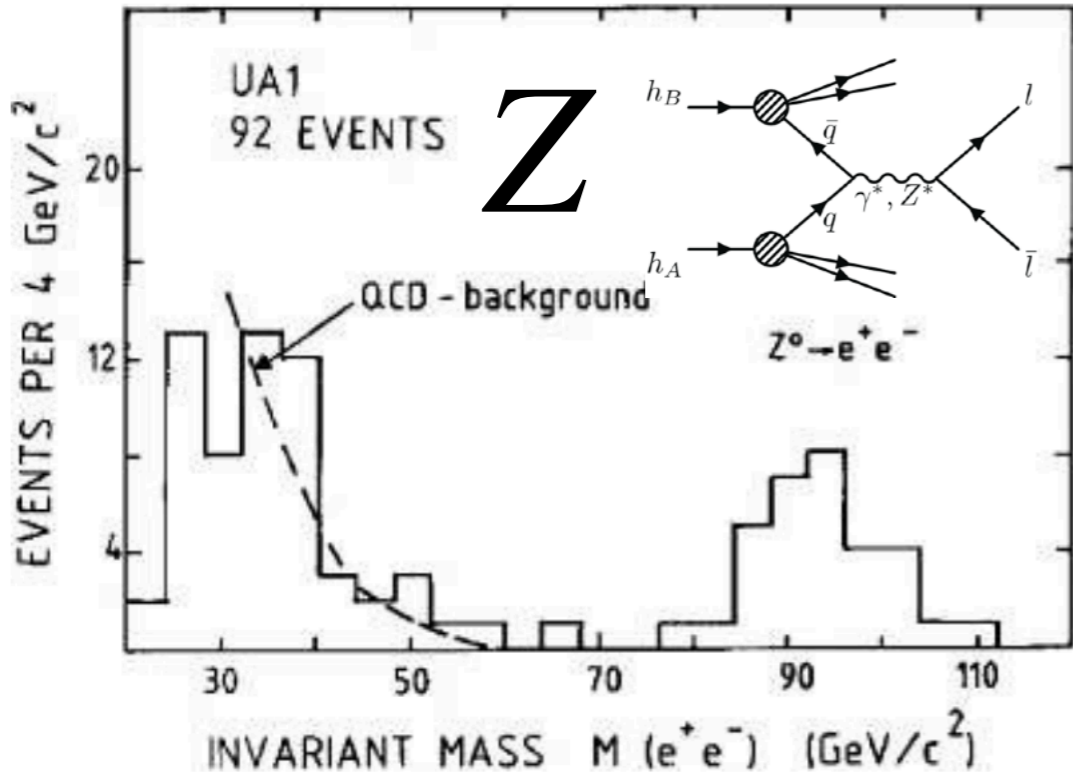 UA1
92 EVENTS
Z
h_B
q̄
l
γ*, Z*
q
h_A
l̄
QCD - background
Z° → e⁺e⁻
EVENTS PER 4 GeV/c²
20
12
4
30 50 70 90 110
INVARIANT MASS M (e⁺e⁻) (GeV/c²)